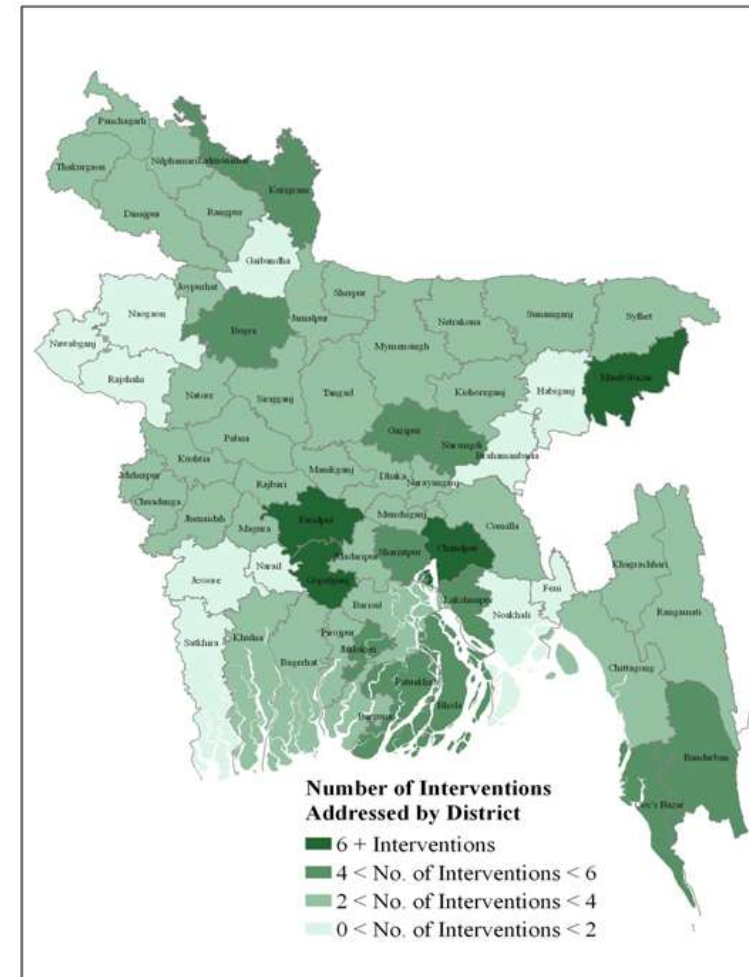 Panchagarh
Thakurgaon
Nilphamari
Lalmonirhat
Kurigram
Dinajpur
Rangpur
Gaibandha
Joypurhat
Naogaon
Nawabganj
Rajshahi
Bogra
Jamalpur
Sherpur
Mymensingh
Netrakona
Sunamganj
Sylhet
Maulvibazar
Habiganj
Natore
Sirajganj
Tangail
Kishoreganj
Gazipur
Narsingdi
Brahamanbaria
Pabna
Kushtia
Meherpur
Chuadanga
Jhenaidah
Rajbari
Manikganj
Dhaka
Narayanganj
Magura
Faridpur
Munshiganj
Comilla
Chandpur
Shariatpur
Madaripur
Gopalganj
Narail
Jessore
Satkhira
Khulna
Bagerhat
Pirojpur
Barisal
Jhalokati
Patuakhali
Barguna
Bhola
Lakshmipur
Noakhali
Feni
Khagrachhari
Rangamati
Chittagong
Bandarban
Cox's Bazar
Number of Interventions
Addressed by District
6 + Interventions
4 < No. of Interventions < 6
2 < No. of Interventions < 4
0 < No. of Interventions < 2